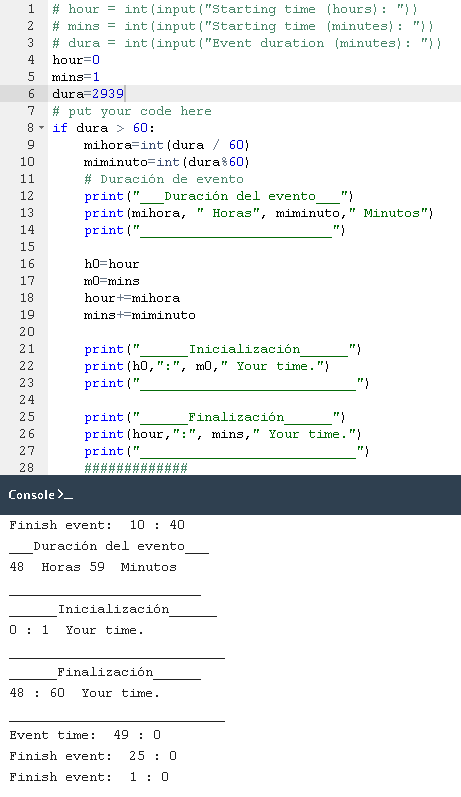 1 # hour = int(input("Starting time (hours): "))
2 # mins = int(input("Starting time (minutes): "))
3 # dura = int(input("Event duration (minutes): "))
4 hour=0
5 mins=1
6 dura=2939
7 # put your code here
8 if dura > 60:
9 mihora=int(dura / 60)
10 miminuto=int(dura%60)
11 # Duración de evento
12 print("___Duración del evento___")
13 print(mihora, " Horas", miminuto," Minutos")
14 print("________________________")
15
16 h0=hour
17 m0=mins
18 hour+=mihora
19 mins+=miminuto
20
21 print("______Inicialización______")
22 print(h0,":", m0," Your time.")
23 print("___________________________")
24
25 print("______Finalización______")
26 print(hour,":", mins," Your time.")
27 print("___________________________")
28 #############
Console >_
Finish event:  10 : 40
___Duración del evento___
48  Horas 59  Minutos
________________________
______Inicialización______
0 : 1  Your time.
___________________________
______Finalización______
48 : 60  Your time.
___________________________
Event time:  49 : 0
Finish event:  25 : 0
Finish event:  1 : 0